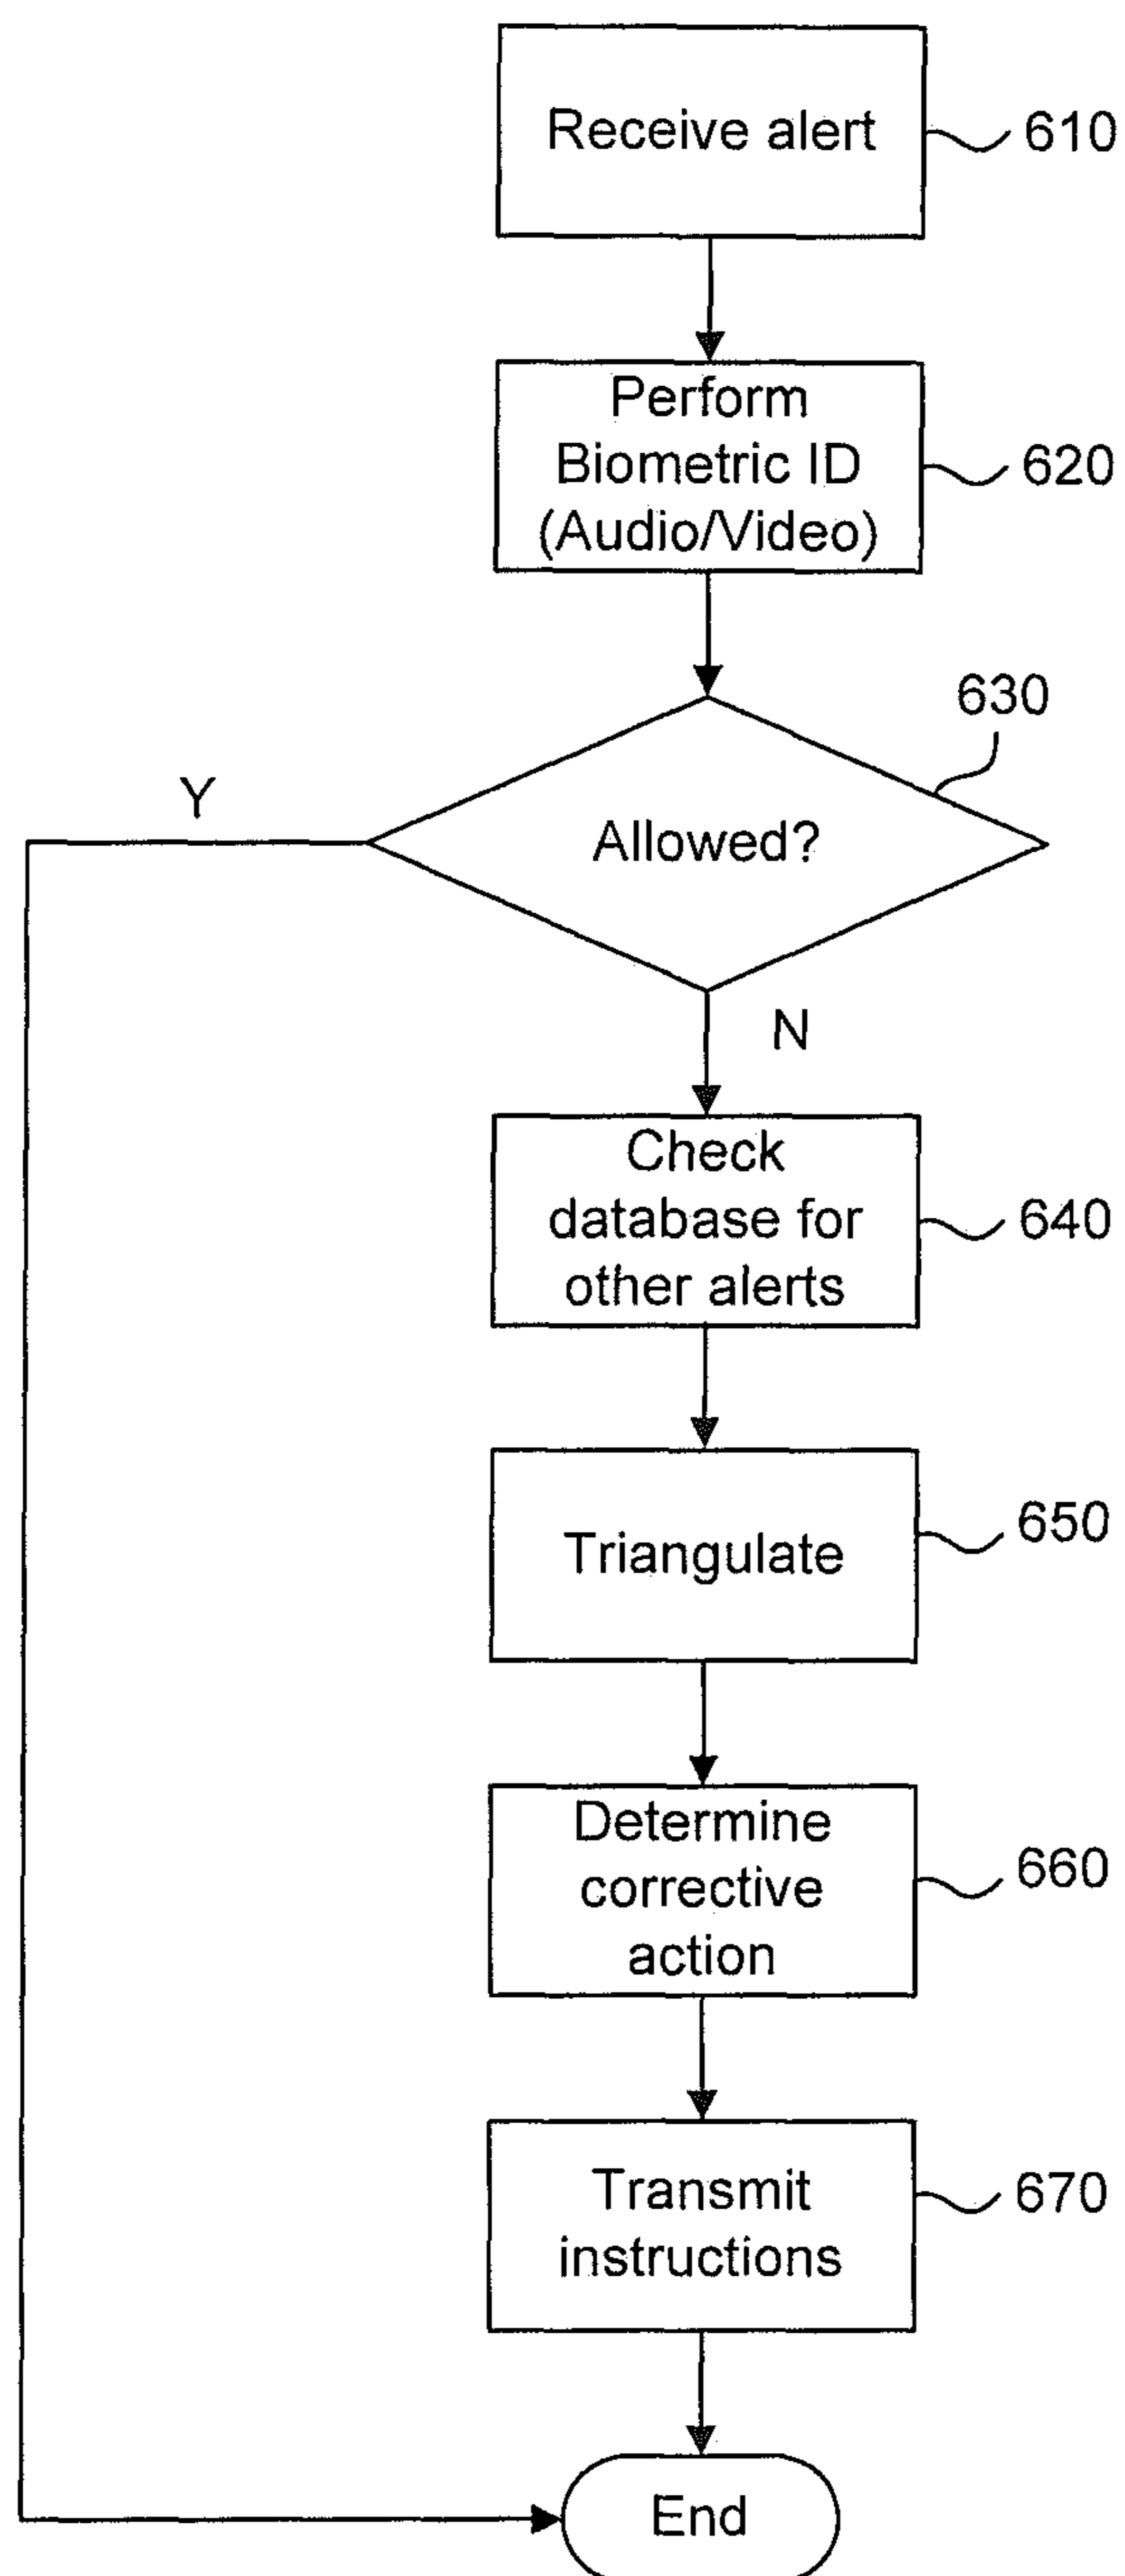 Receive alert
610
Perform
Biometric ID
(Audio/Video)
620
630
Y
Allowed?
N
Check
database for
other alerts
640
Triangulate
650
Determine
corrective
action
660
Transmit
instructions
670
End